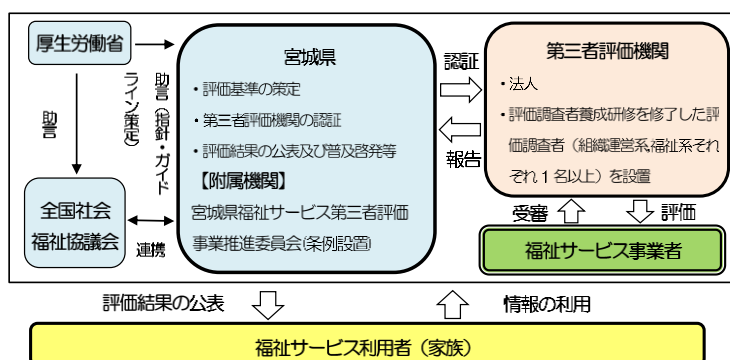 厚生労働省
助言
助言（指針・ガイド
ライン策定）
全国社会
福祉協議会
連携
宮城県
・評価基準の策定
・第三者評価機関の認証
・評価結果の公表及び普及啓発等
【附属機関】
宮城県福祉サービス第三者評価
事業推進委員会(条例設置)
認証
報告
第三者評価機関
・法人
・評価調査者養成研修を修了した評
価調査者（組織運営系,福祉系それ
ぞれ１名以上）を設置
受審
評価
福祉サービス事業者
評価結果の公表
情報の利用
福祉サービス利用者（家族）